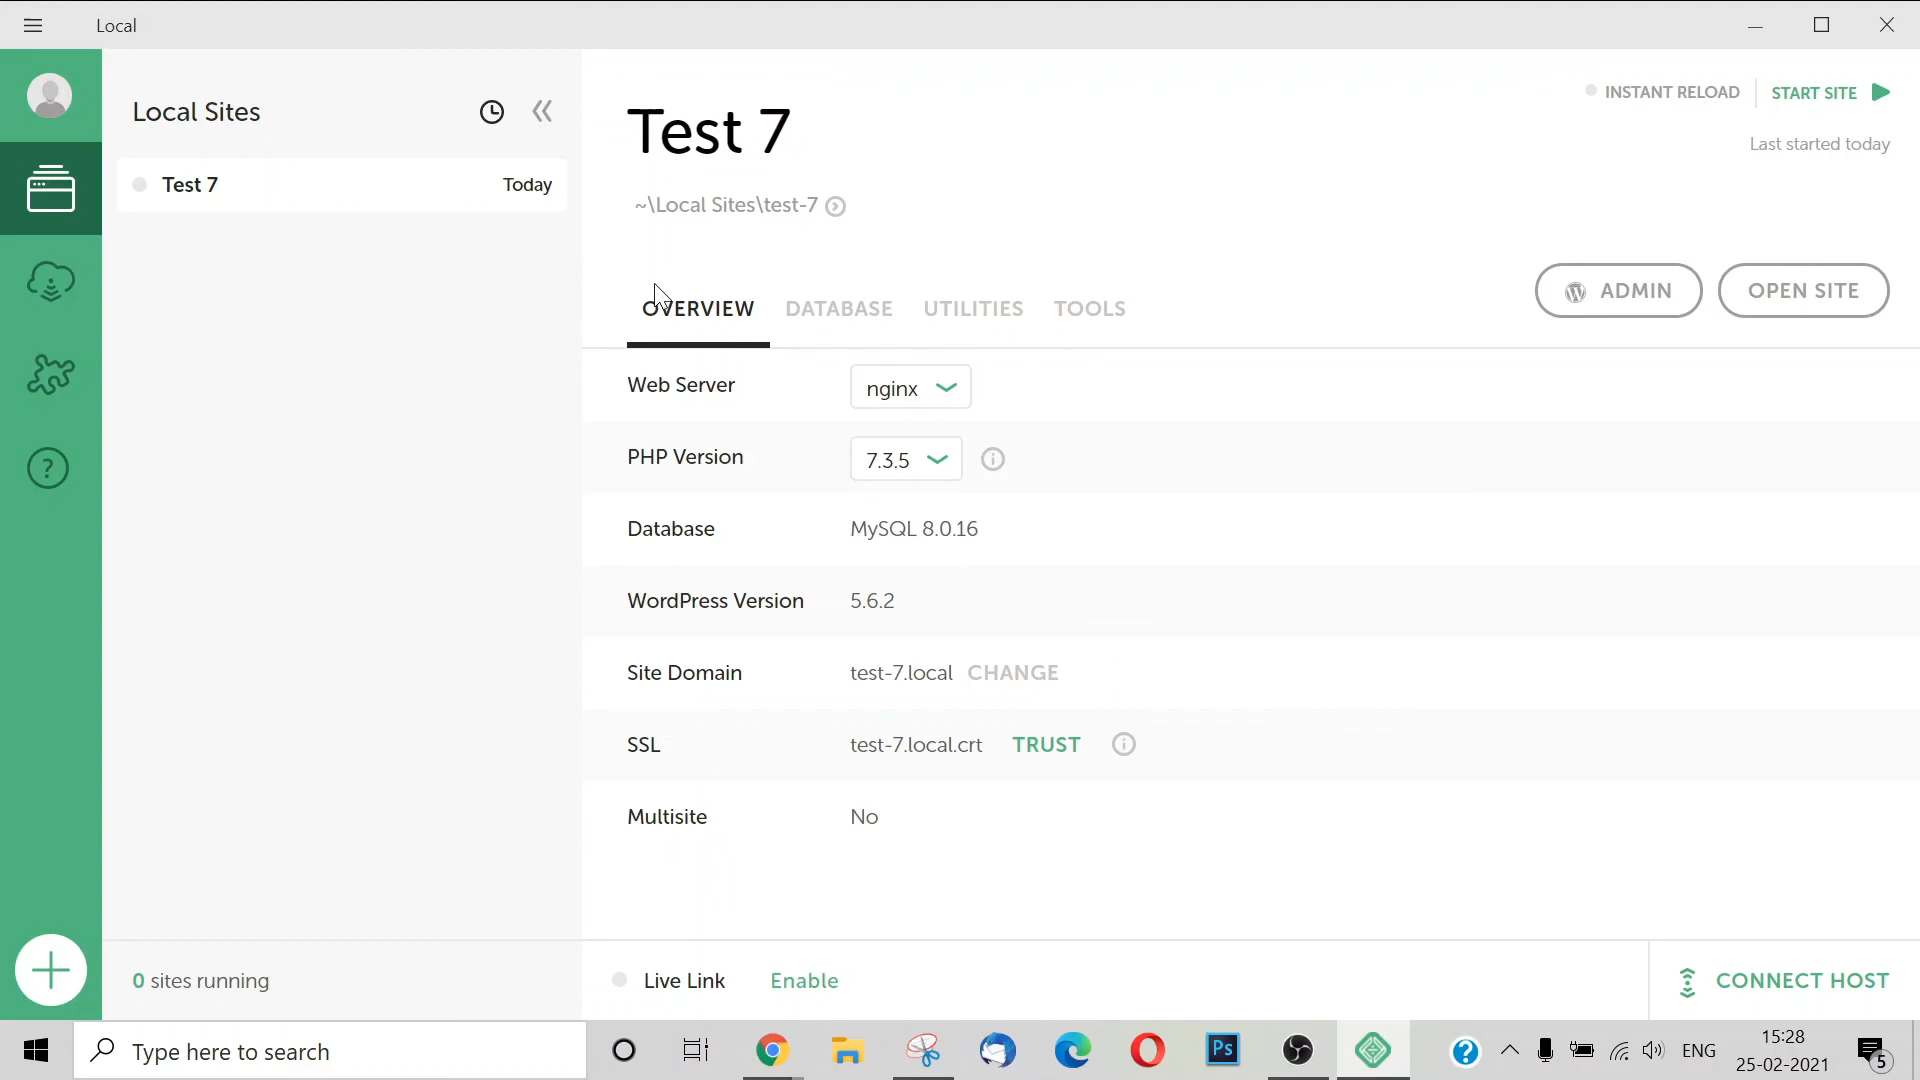 Local
Local Sites
Test 7 Today
0 sites running
Test 7
~\Local Sites\test-7
INSTANT RELOAD START SITE
Last started today
OVERVIEW DATABASE UTILITIES TOOLS
ADMIN OPEN SITE
Web Server nginx
PHP Version 7.3.5
Database MySQL 8.0.16
WordPress Version 5.6.2
Site Domain test-7.local CHANGE
SSL test-7.local.crt TRUST
Multisite No
Live Link Enable
CONNECT HOST
Type here to search
Ps
ENG
15:28
25-02-2021
5